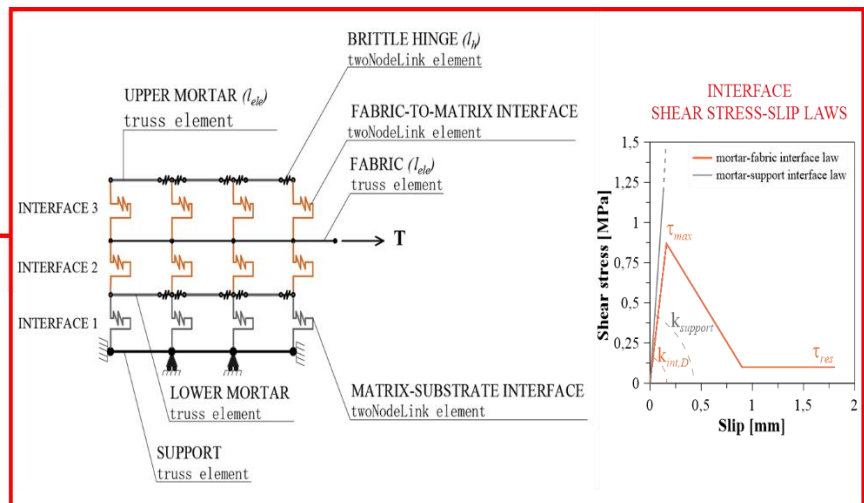 BRITTLE HINGE (lh)
twoNodeLink element
UPPER MORTAR (lele)
truss element
FABRIC-TO-MATRIX INTERFACE
twoNodeLink element
FABRIC (lele)
truss element
INTERFACE 3
T
INTERFACE 2
INTERFACE 1
LOWER MORTAR
truss element
MATRIX-SUBSTRATE INTERFACE
twoNodeLink element
SUPPORT
truss element
INTERFACE
SHEAR STRESS-SLIP LAWS
1,5
mortar-fabric interface law
mortar-support interface law
1,25
1
τmax
0,75
0,5
ksupport
0,25
kint,D
τres
0
Shear stress [MPa]
0
0,5
1
1,5
2
Slip [mm]